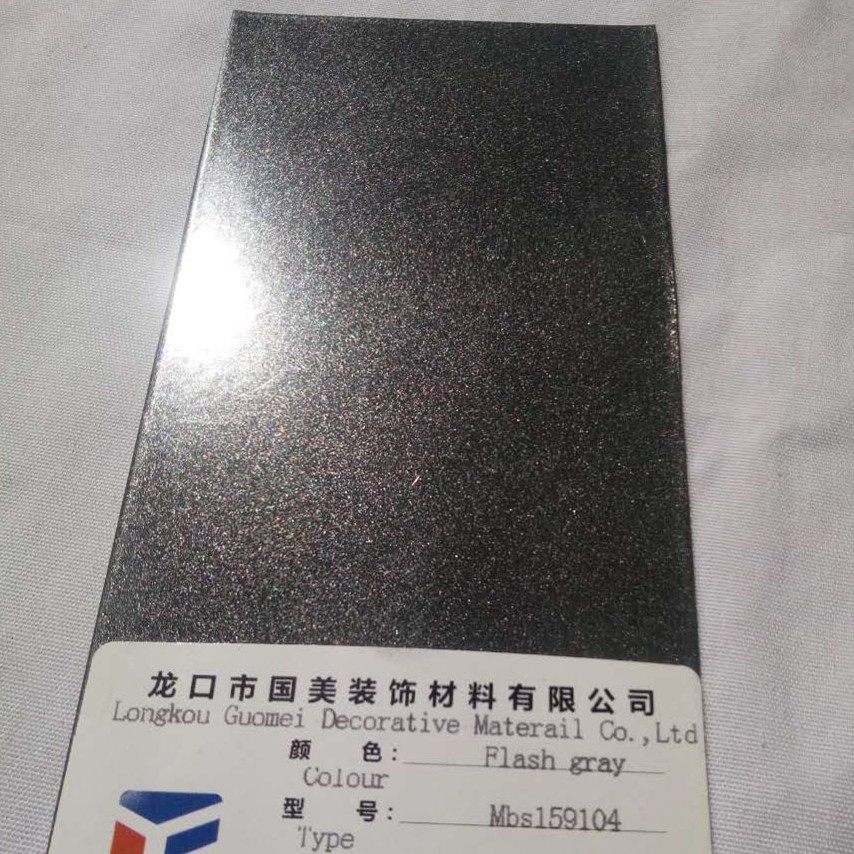 龙口市国美装饰材料有限公司
Longkou Guomei Decorative Materail Co.,Ltd
颜 色: Flash gray
Colour
型 号: Mbs159104
Type